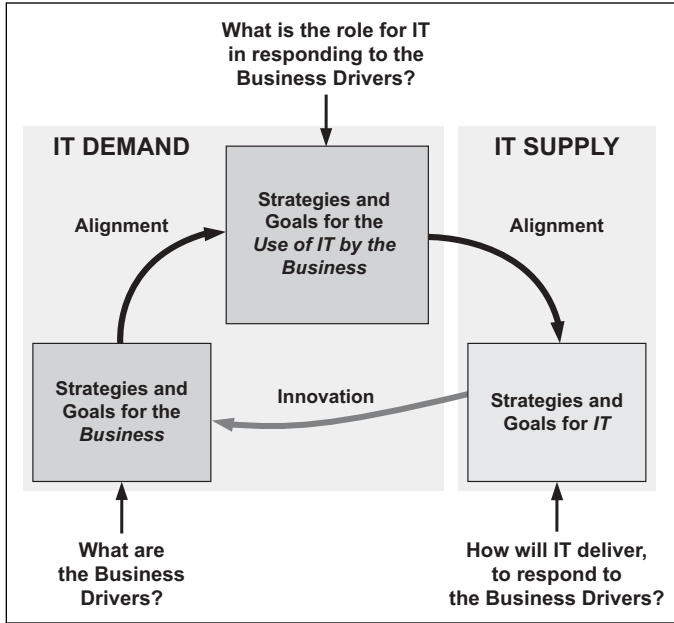 What is the role for IT
in responding to the
Business Drivers?
IT DEMAND
IT SUPPLY
Strategies and
Goals for the
Use of IT by the
Business
Alignment
Alignment
Strategies and
Goals for the
Business
Innovation
Strategies and
Goals for IT
What are
the Business
Drivers?
How will IT deliver,
to respond to
the Business Drivers?